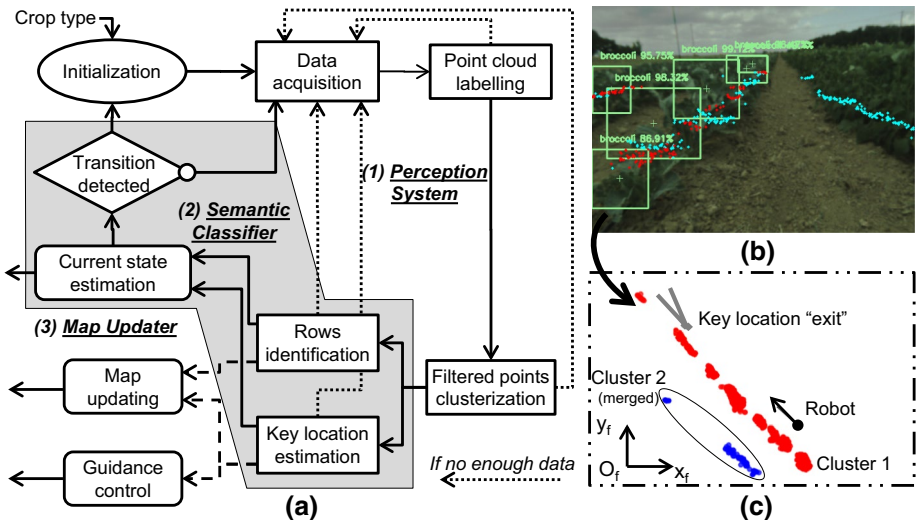 Crop type
Initialization
Data
acquisition
Point cloud
labelling
Transition
detected
(1) Perception
System
(2) Semantic
Classifier
Current state
estimation
(3) Map Updater
Rows
identification
Map
updating
Filtered points
clusterization
Key location
estimation
Guidance
control
If no enough data
(a)
broccoli 95.75%
broccoli 98.32%
broccoli 86.91%
(b)
Key location "exit"
Cluster 2
(merged)
Robot
y_f
O_f
x_f
Cluster 1
(c)